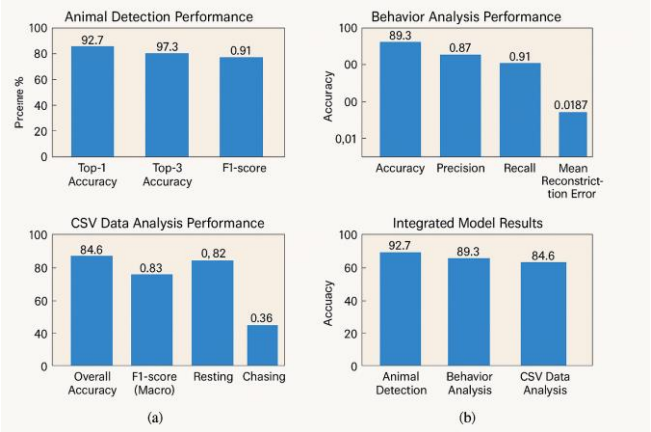 Animal Detection Performance
Prceɴre %
100
80
60
40
20
0
92.7
97.3
0.91
Top-1 Accuracy
Top-3 Accuracy
F1-score
Behavior Analysis Performance
Accuracy
100
00
00
0,01
89.3
0.87
0.91
0.0187
Accuracy
Precision
Recall
Mean
Reconstrict-
tion Error
CSV Data Analysis Performance
100
80
60
40
0
84.6
0.83
0, 82
0.36
Overall
Accuracy
F1-score
(Macro)
Resting
Chasing
(a)
Integrated Model Results
Accuacy
100
60
40
20
0
92.7
89.3
84.6
Animal
Detection
Behavior
Analysis
CSV Data
Analysis
(b)